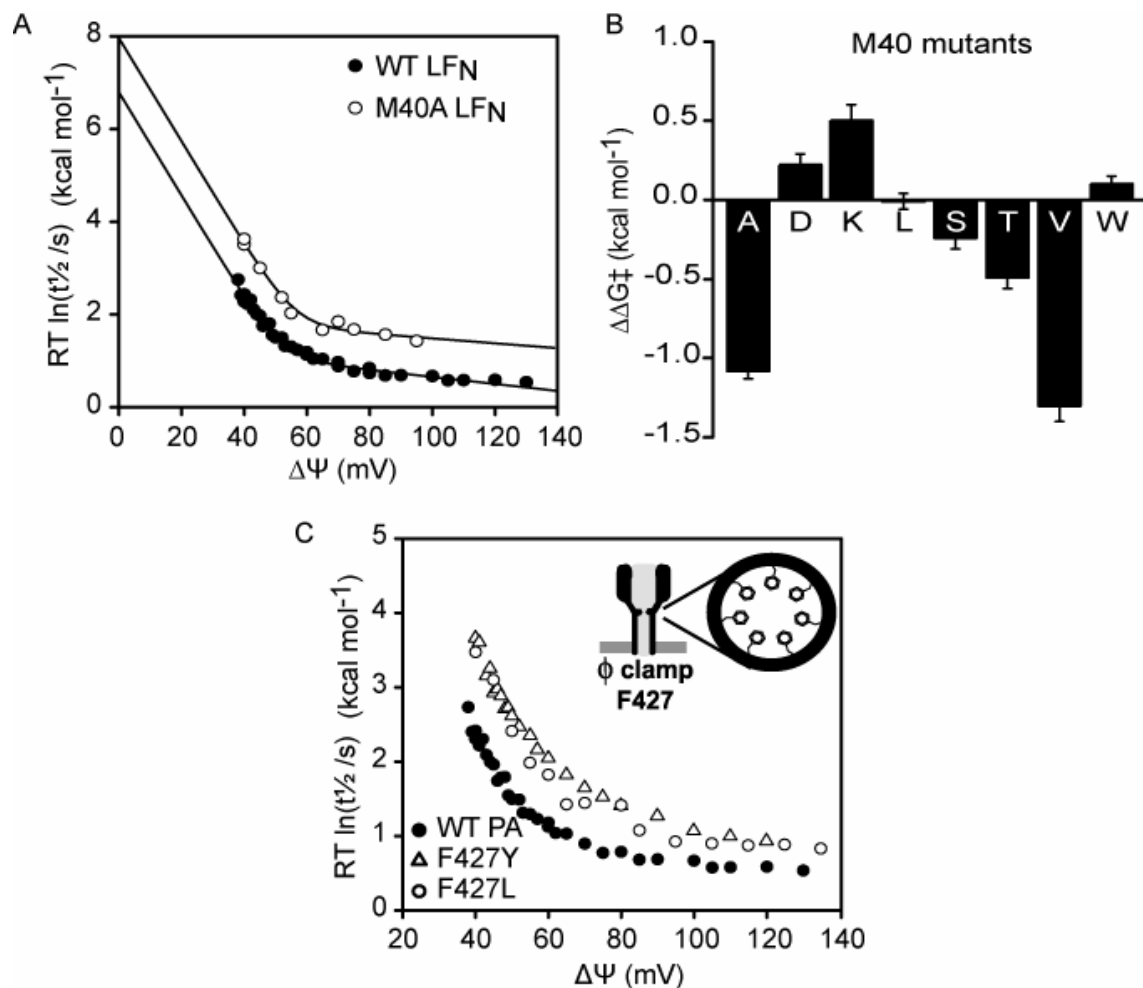 A
8
6
4
2
0
RT ln(t½ /s) (kcal mol⁻¹)
WT LFN
M40A LFN
0 20 40 60 80 100 120 140
ΔΨ (mV)
B
M40 mutants
1.0
0.5
0.0
-0.5
-1.0
-1.5
ΔΔG‡ (kcal mol⁻¹)
A D K L S T V W
C
5
4
3
2
1
0
RT ln(t½ /s) (kcal mol⁻¹)
ϕ clamp
F427
WT PA
F427Y
F427L
20 40 60 80 100 120 140
ΔΨ (mV)